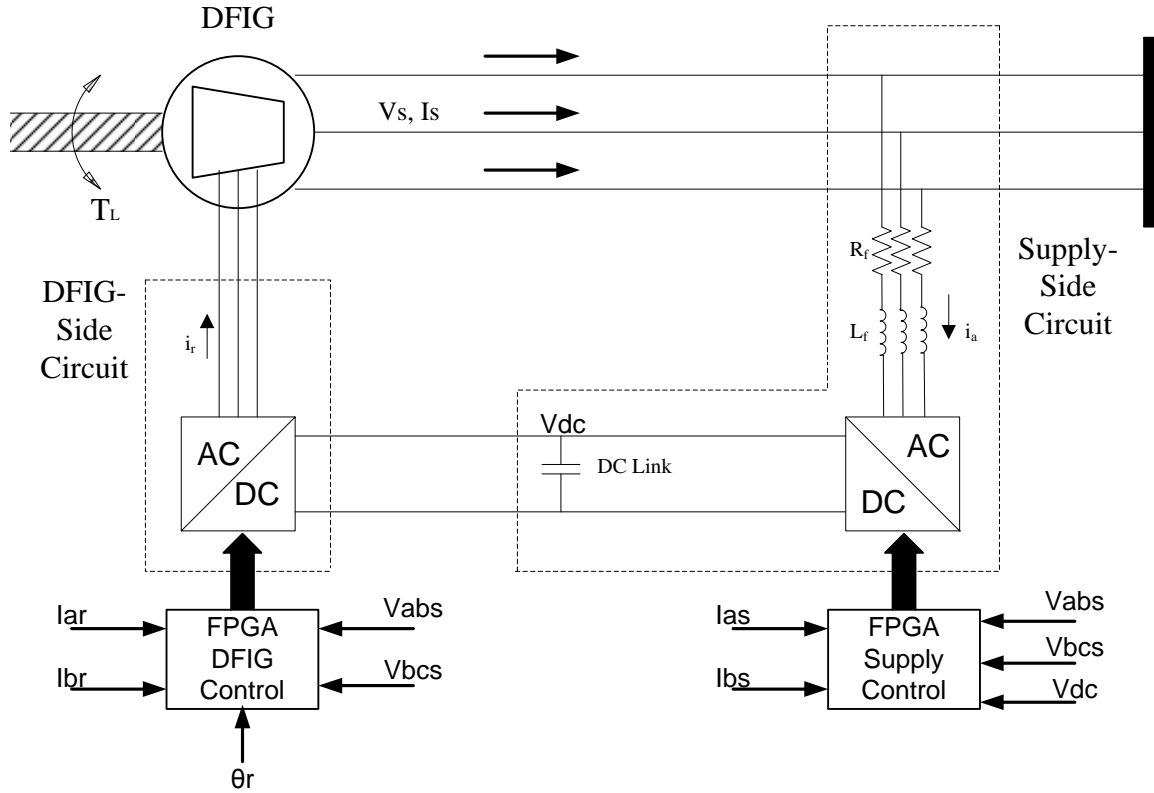 DFIG
Vs, Is
TL
DFIG-
Side
Circuit
ir
Rf
Lf
ia
Supply-
Side
Circuit
AC
DC
Vdc
DC Link
AC
DC
Iar
Ibr
FPGA
DFIG
Control
Vabs
Vbcs
θr
Ias
Ibs
FPGA
Supply
Control
Vabs
Vbcs
Vdc